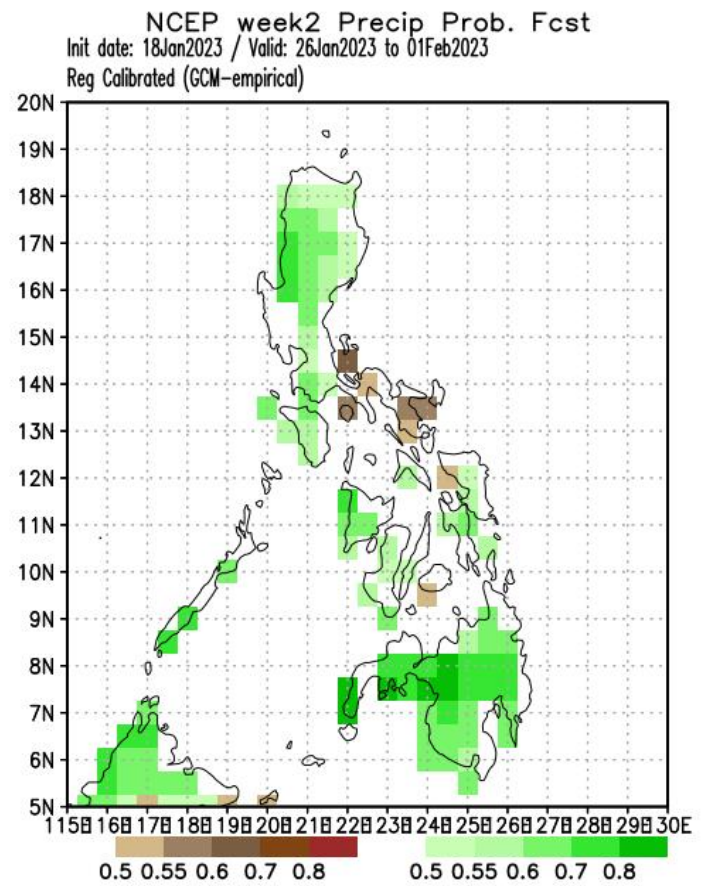 NCEP week2 Precip Prob. Fcst
Init date: 18Jan2023 / Valid: 26Jan2023 to 01Feb2023
Reg Calibrated (GCM-empirical)
20N
19N
18N
17N
16N
15N
14N
13N
12N
11N
10N
9N
8N
7N
6N
5N
115E 116E 117E 118E 119E 120E 121E 122E 123E 124E 125E 126E 127E 128E 129E 130E
0.5 0.55 0.6 0.7 0.8 0.5 0.55 0.6 0.7 0.8